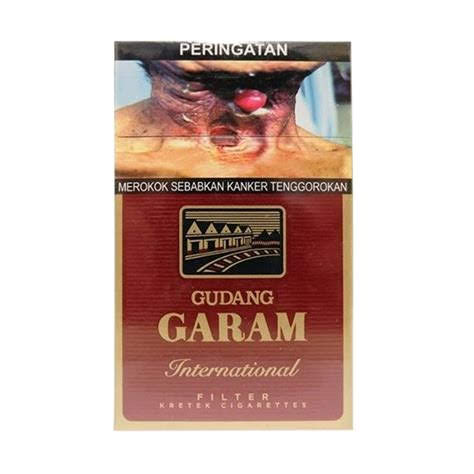 PERINGATAN
MEROKOK SEBABKAN KANKER TENGGOROKAN
GUDANG
GARAM
International
FILTER
KRETEK CIGARETTES